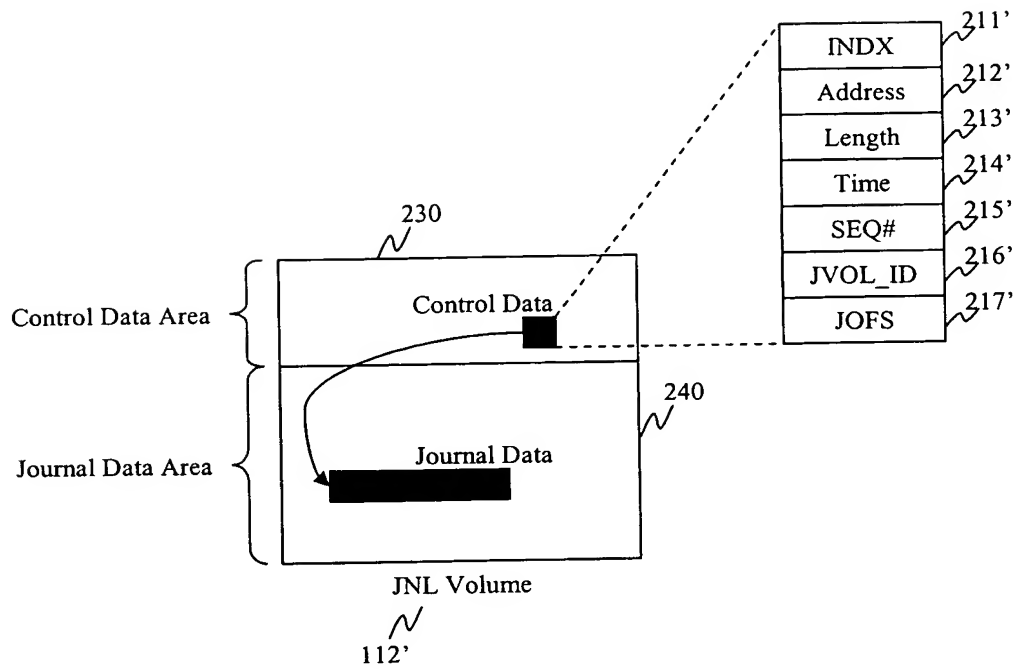 211'
INDX
212'
Address
213'
Length
214'
Time
215'
SEQ#
216'
JVOL_ID
217'
JOFS
230
Control Data
Control Data Area
240
Journal Data
Journal Data Area
JNL Volume
112'